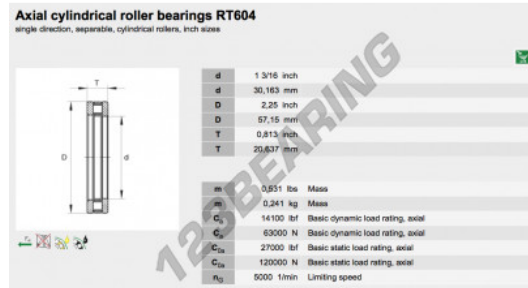 Axial cylindrical roller bearings RT604
single direction, separable, cylindrical rollers, inch sizes
T
D
d
d 1 3/16 inch
d 30,163 mm
D 2,25 inch
D 57,15 mm
T 0,813 inch
T 20,637 mm
m 0,531 lbs Mass
m 0,241 kg Mass
Ca 14100 lbf Basic dynamic load rating, axial
Ca 63000 N Basic dynamic load rating, axial
C0a 27000 lbf Basic static load rating, axial
C0a 120000 N Basic static load rating, axial
nG 5000 1/min Limiting speed
123BEARING